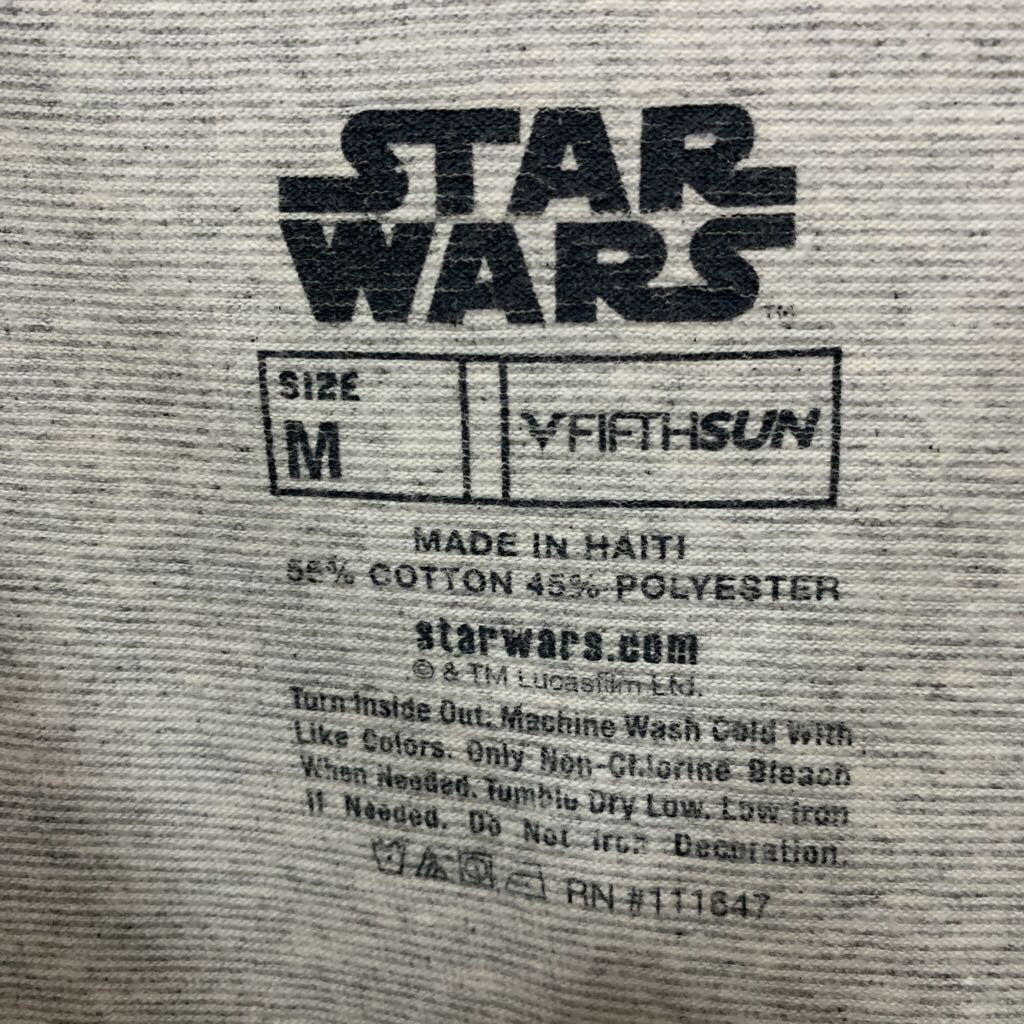 STAR
WARS
TM
SIZE
M
FIFTHSUN
MADE IN HAITI
55% COTTON 45% POLYESTER
starwars.com
© & TM Lucasfilm Ltd.
Turn Inside Out. Machine Wash Cold With
Like Colors. Only Non-Chlorine Bleach
When Needed. Tumble Dry Low. Low Iron
If Needed. Do Not Iron Decoration.
RN #111647